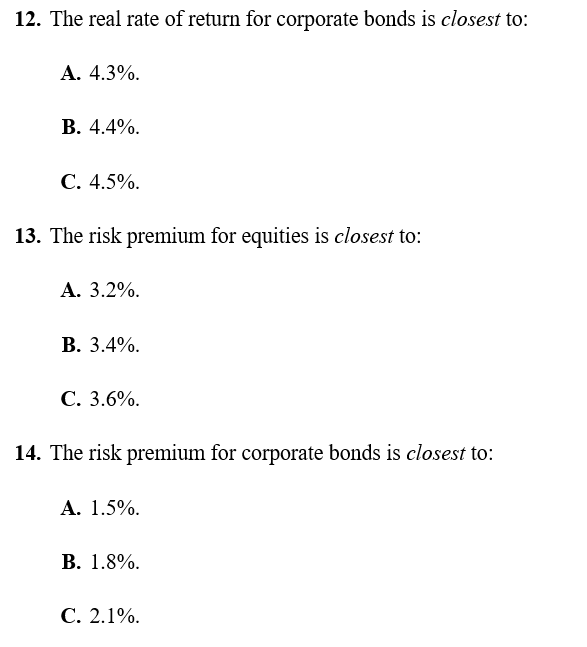 12. The real rate of return for corporate bonds is closest to:
A. 4.3%.
B. 4.4%.
C. 4.5%.
13. The risk premium for equities is closest to:
A. 3.2%.
B. 3.4%.
C. 3.6%.
14. The risk premium for corporate bonds is closest to:
A. 1.5%.
B. 1.8%.
C. 2.1%.